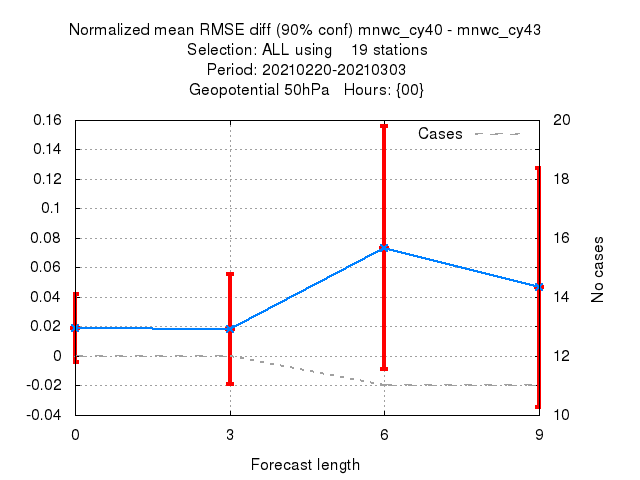 Normalized mean RMSE diff (90% conf) mnwc_cy40 - mnwc_cy43
Selection: ALL using    19 stations
Period: 20210220-20210303
Geopotential 50hPa   Hours: {00}
0.16
0.14
0.12
0.1
0.08
0.06
0.04
0.02
0
-0.02
-0.04
Cases
20
18
16
14
12
10
No cases
0 3 6 9
Forecast length